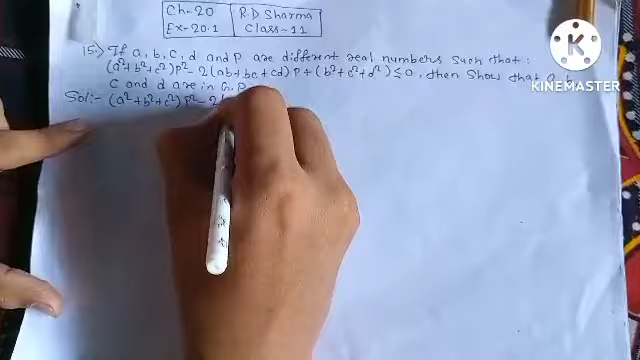 Ch-20
Ex-20.1
R.D Sharma
Class-11
15> If a, b, c, d and P are different real numbers such that:
(a²+b²+c²)p²-2(ab+bc+cd)p+(b²+c²+d²)≤0, then show that a, b,
c and d are in G.P.
Sol:- (a²+b²+c²)p²-2
KINEMASTER